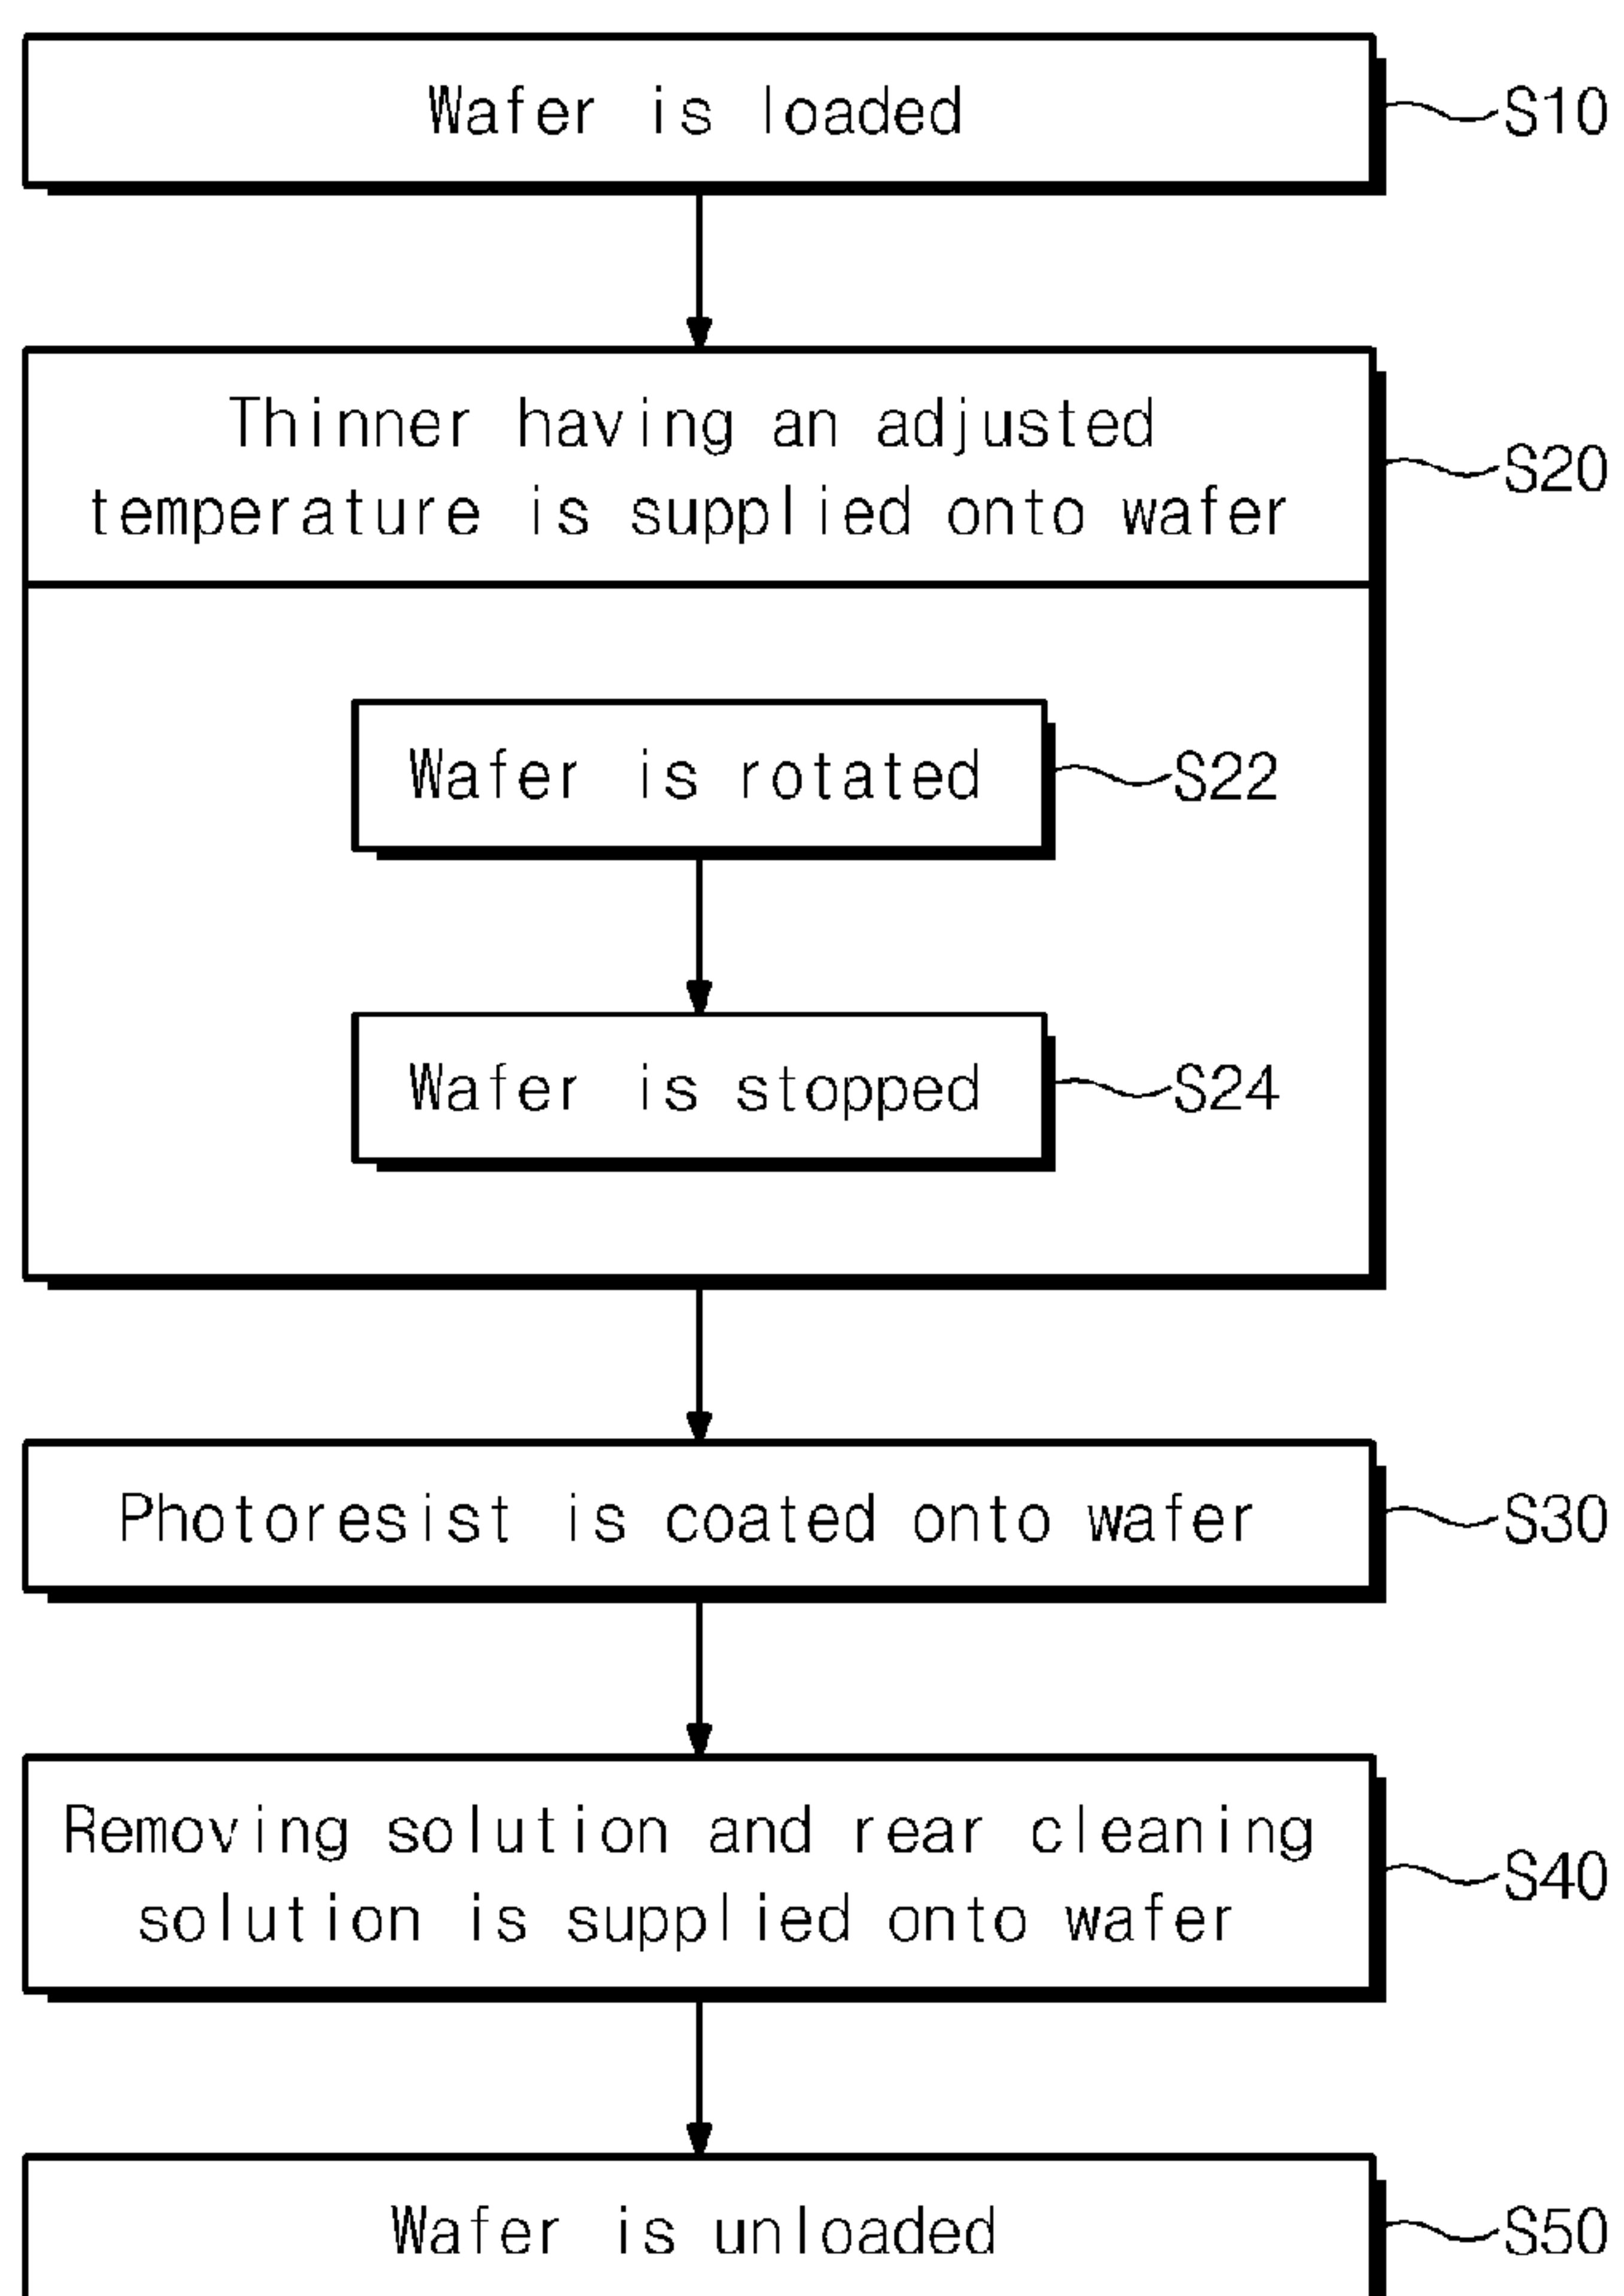 Wafer is loaded
S10
Thinner having an adjusted
temperature is supplied onto wafer
S20
Wafer is rotated
S22
Wafer is stopped
S24
Photoresist is coated onto wafer
S30
Removing solution and rear cleaning
solution is supplied onto wafer
S40
Wafer is unloaded
S50